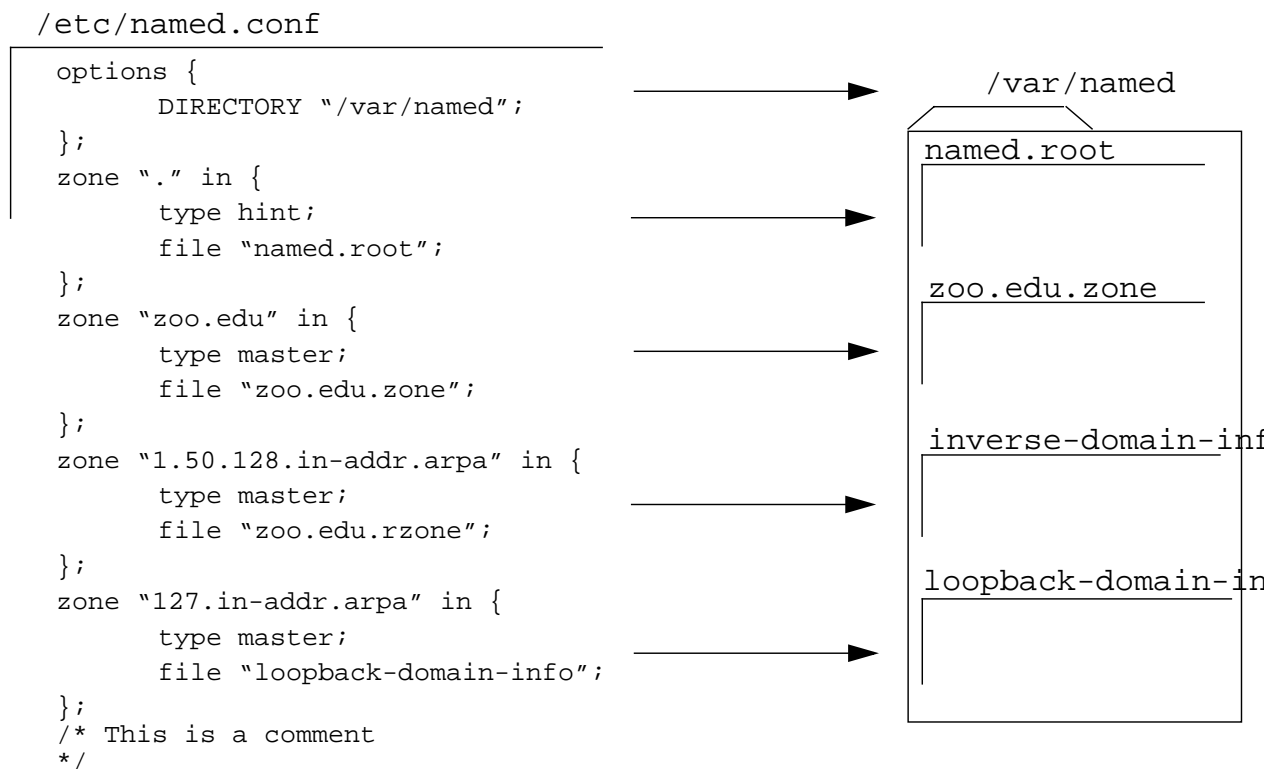 /etc/named.conf
options {
DIRECTORY “/var/named”;
};
zone “.” in {
type hint;
file “named.root”;
};
zone “zoo.edu” in {
type master;
file “zoo.edu.zone”;
};
zone “1.50.128.in-addr.arpa” in {
type master;
file “zoo.edu.rzone”;
};
zone “127.in-addr.arpa” in {
type master;
file “loopback-domain-info”;
};
/* This is a comment
*/
/var/named
named.root
zoo.edu.zone
inverse-domain-inf
loopback-domain-in